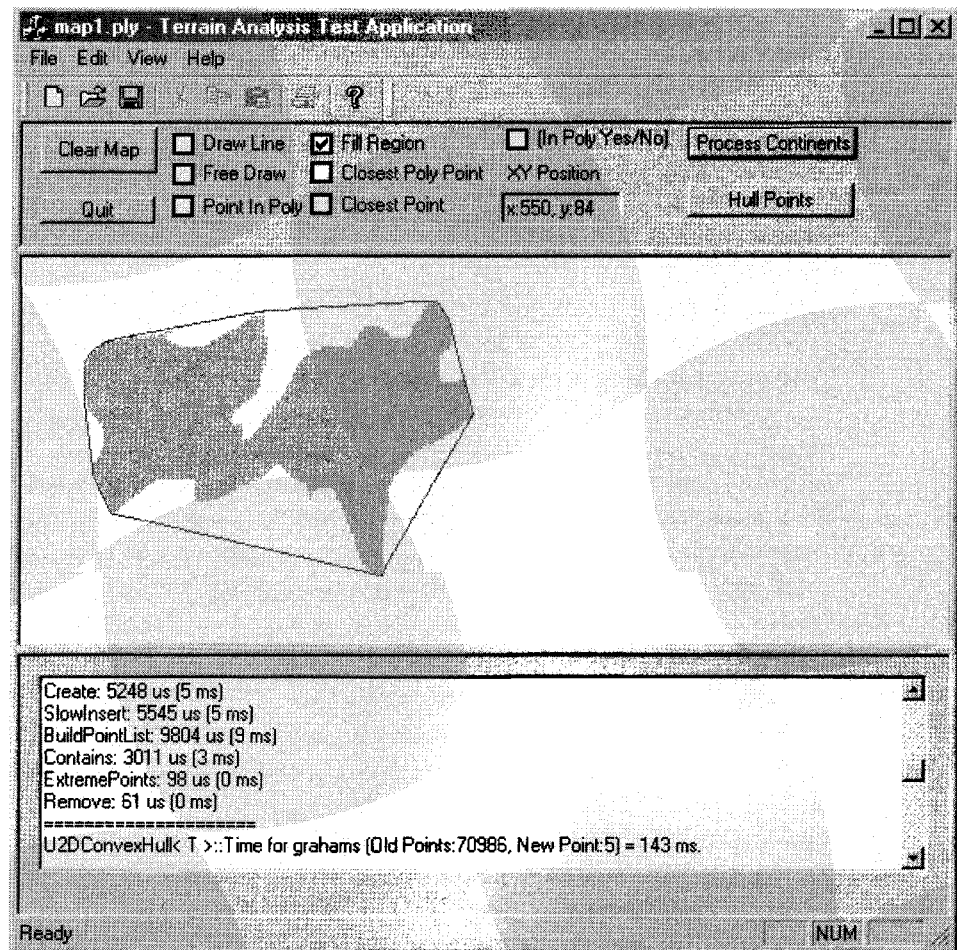 map1.ply - Terrain Analysis Test Application
File Edit View Help
Clear Map
Draw Line
Fill Region
(In Poly Yes/No)
Process Continents
Free Draw
Closest Poly Point
XY Position
Quit
Point In Poly
Closest Point
x:550, y:84
Hull Points
Create: 5248 us (5 ms)
SlowInsert: 5545 us (5 ms)
BuildPointList: 9804 us (9 ms)
Contains: 3011 us (3 ms)
ExtremePoints: 98 us (0 ms)
Remove: 61 us (0 ms)
=====================
U2DConvexHull< T >::Time for grahams (Old Points:70986, New Point:5) = 143 ms.
Ready
NUM